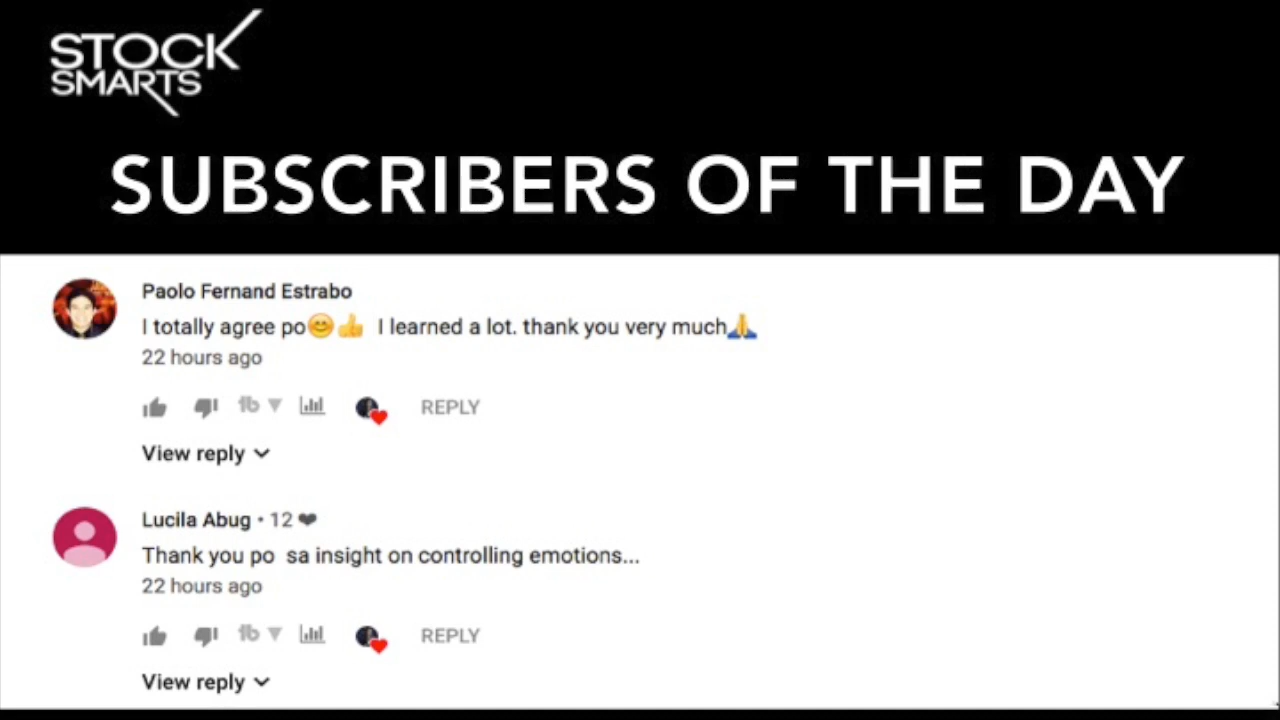 STOCK
SMARTS
SUBSCRIBERS OF THE DAY
Paolo Fernand Estrabo
I totally agree po😊👍 I learned a lot. thank you very much🙏
22 hours ago
REPLY
View reply
Lucila Abug • 12 ❤
Thank you po sa insight on controlling emotions...
22 hours ago
REPLY
View reply